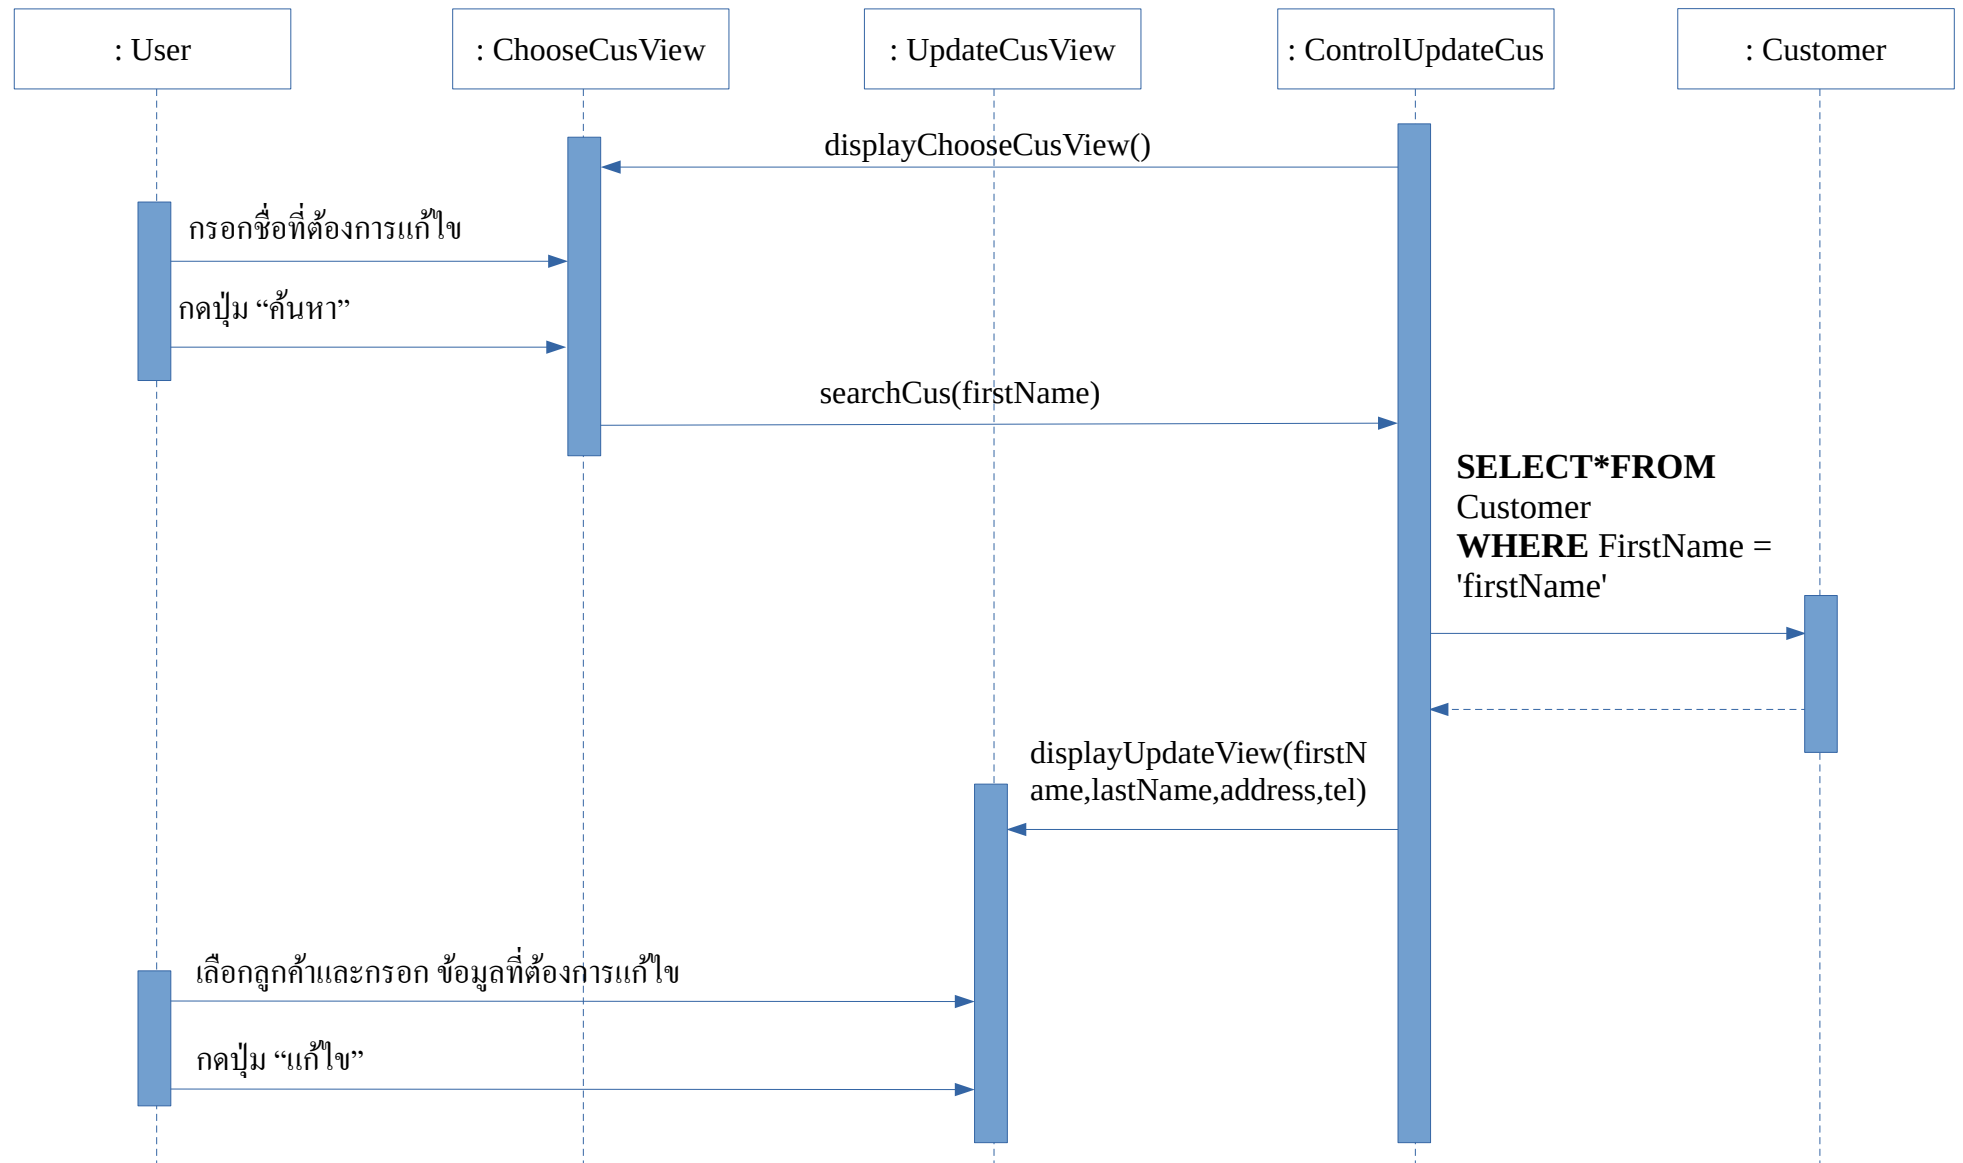 : User
: ChooseCusView
: UpdateCusView
: ControlUpdateCus
: Customer
displayChooseCusView()
กรอกชื่อที่ต้องการแก้ไข
กดปุ่ม “ค้นหา”
searchCus(firstName)
SELECT*FROM
Customer
WHERE FirstName =
'firstName'
displayUpdateView(firstN
ame,lastName,address,tel)
เลือกลูกค้าและกรอก ข้อมูลที่ต้องการแก้ไข
กดปุ่ม “แก้ไข”